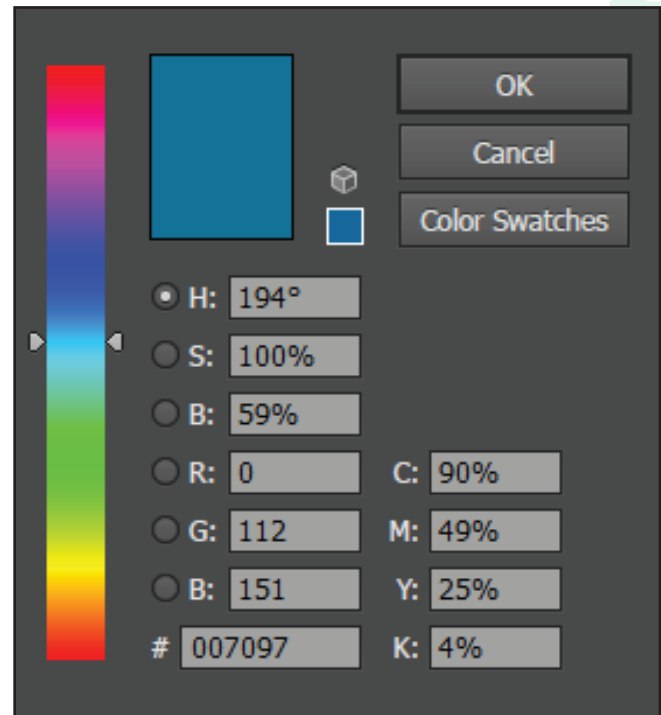 OK
Cancel
Color Swatches
H: 194°
S: 100%
B: 59%
R: 0 C: 90%
G: 112 M: 49%
B: 151 Y: 25%
# 007097 K: 4%